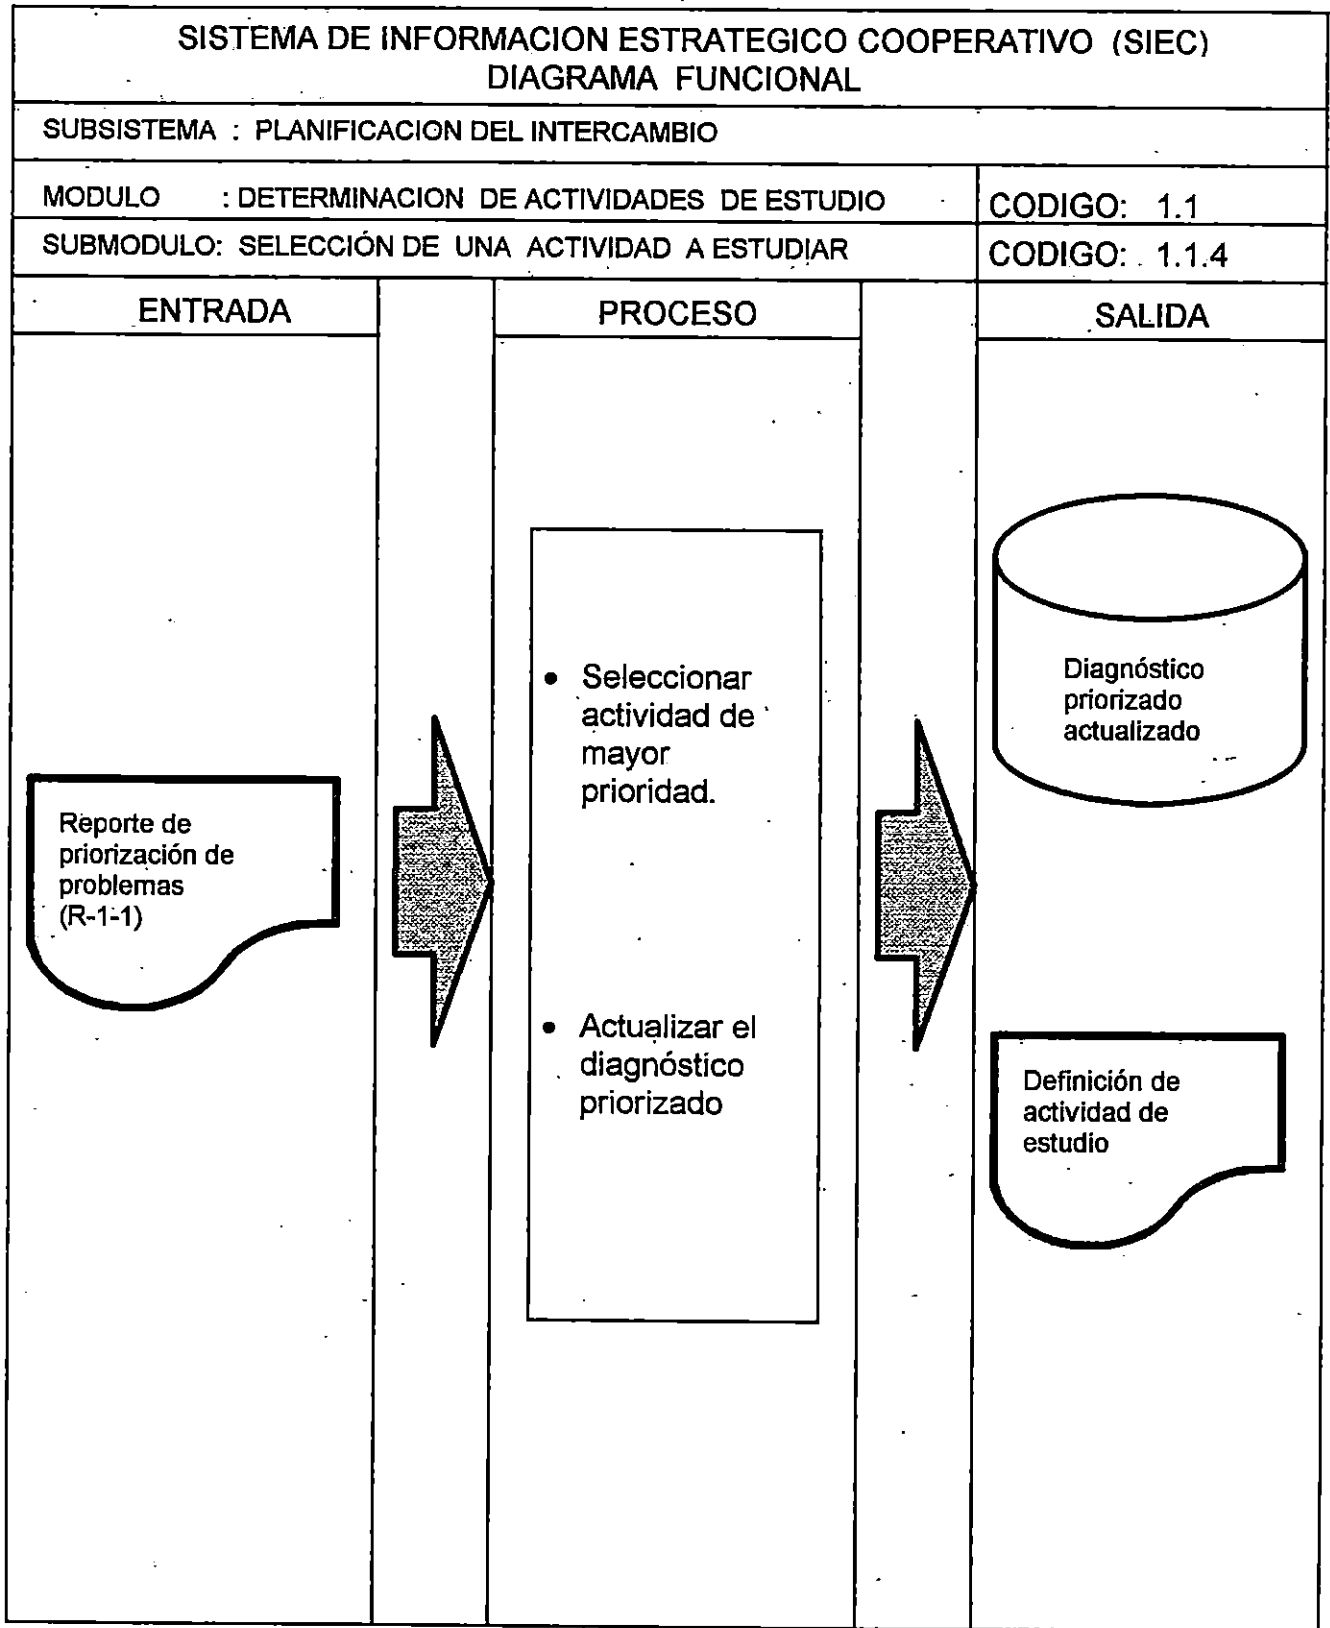 SISTEMA DE INFORMACION ESTRATEGICO COOPERATIVO (SIEC)
DIAGRAMA FUNCIONAL
SUBSISTEMA : PLANIFICACION DEL INTERCAMBIO
MODULO : DETERMINACION DE ACTIVIDADES DE ESTUDIO
CODIGO: 1.1
SUBMODULO: SELECCIÓN DE UNA ACTIVIDAD A ESTUDIAR
CODIGO: 1.1.4
ENTRADA
PROCESO
SALIDA
Reporte de
priorización de
problemas
(R-1-1)
• Seleccionar
actividad de
mayor
prioridad.
• Actualizar el
diagnóstico
priorizado
Diagnóstico
priorizado
actualizado
Definición de
actividad de
estudio